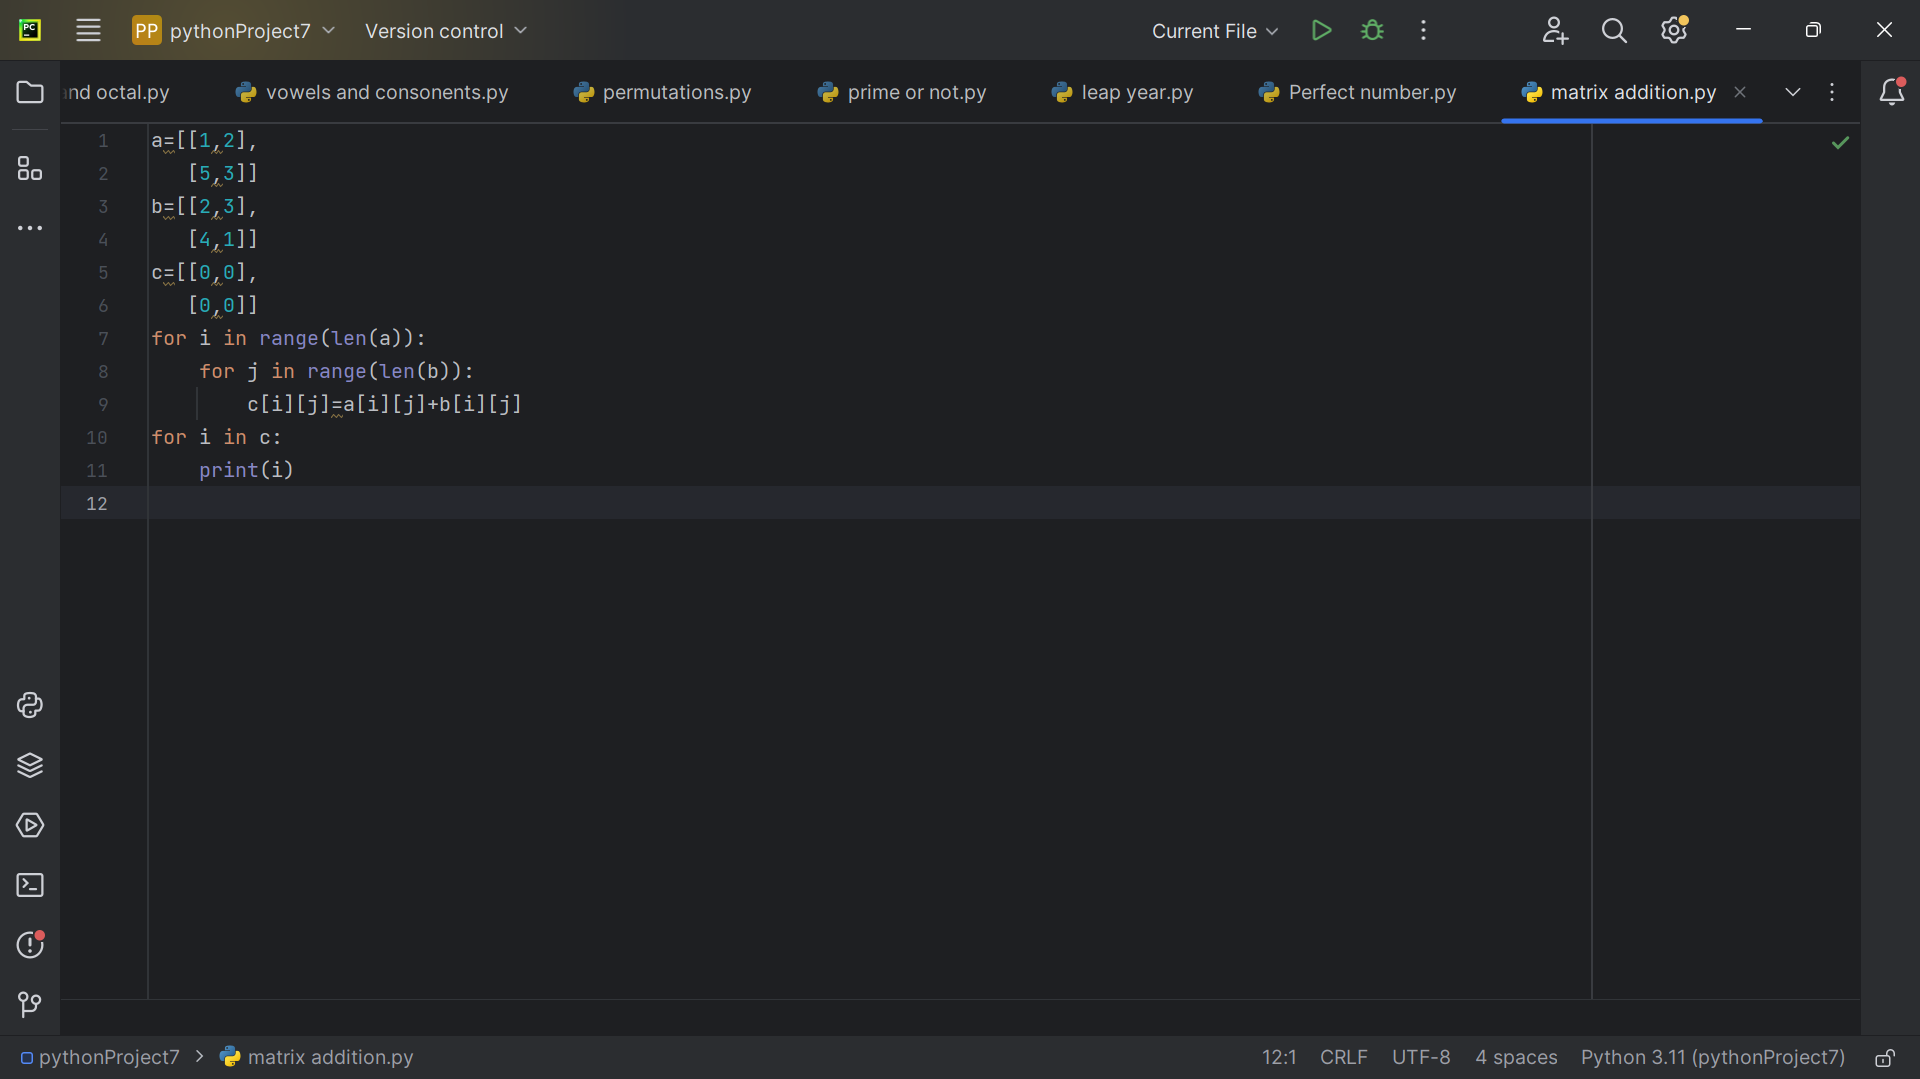 PC
PP pythonProject7 Version control Current File
nd octal.py vowels and consonents.py permutations.py prime or not.py leap year.py Perfect number.py matrix addition.py
1 a=[[1,2],
2    [5,3]]
3 b=[[2,3],
4    [4,1]]
5 c=[[0,0],
6    [0,0]]
7 for i in range(len(a)):
8     for j in range(len(b)):
9         c[i][j]=a[i][j]+b[i][j]
10 for i in c:
11     print(i)
12
pythonProject7 > matrix addition.py 12:1 CRLF UTF-8 4 spaces Python 3.11 (pythonProject7)